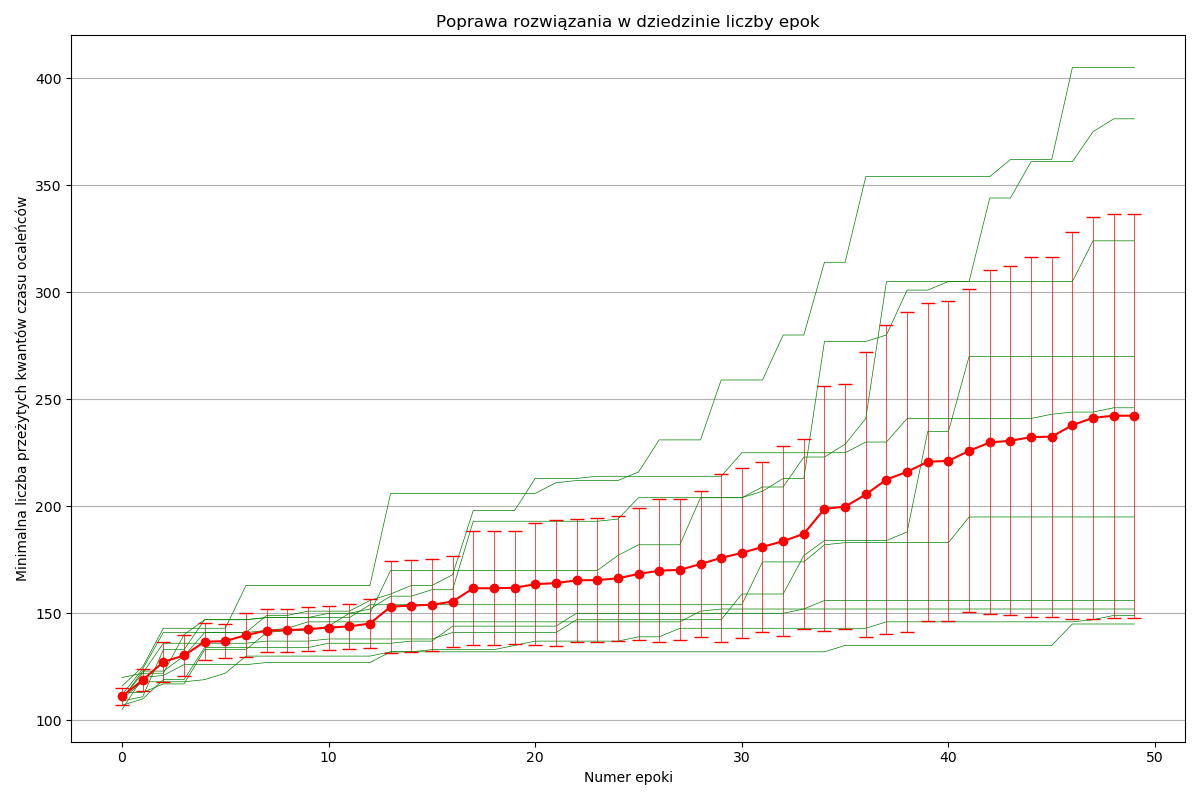 Poprawa rozwiązania w dziedzinie liczby epok
Minimalna liczba przeżytych kwantów czasu ocaleńców
400
350
300
250
200
150
100
0 10 20 30 40 50
Numer epoki